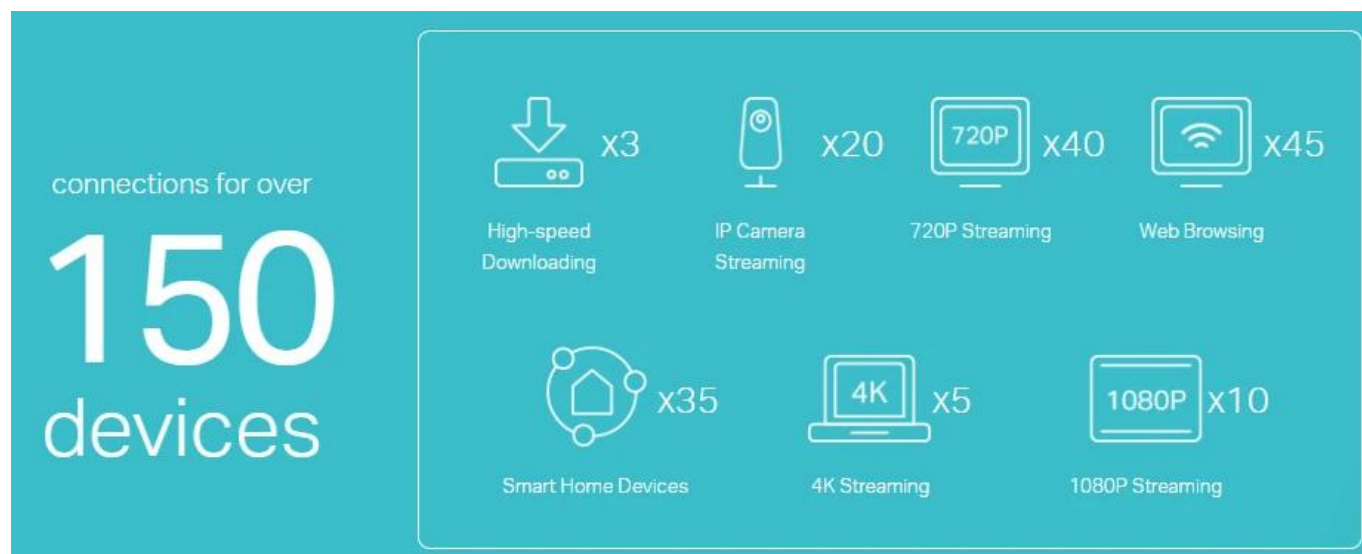 connections for over
150
devices
x3
High-speed
Downloading
x20
IP Camera
Streaming
720P
x40
720P Streaming
x45
Web Browsing
x35
Smart Home Devices
4K
x5
4K Streaming
1080P
x10
1080P Streaming